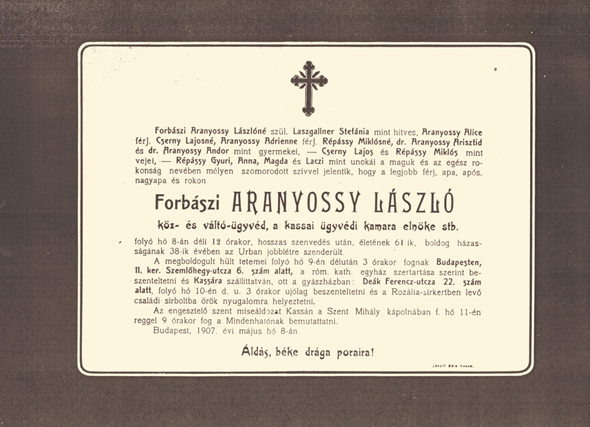 Forbászi Aranyossy Lászlóné szül. Laszgallner Stefánia mint hitves, Aranyossy Alice
férj. Cserny Lajosné, Aranyossy Adrienne férj. Répássy Miklósné, dr. Aranyossy Arisztid
és dr. Aranyossy Andor mint gyermekei, — Cserny Lajos és Répássy Miklós mint
vejei, — Répássy Gyuri, Anna, Magda és Laczi mint unokái a maguk és az egész ro-
konság nevében mélyen szomorodott szivvel jelentik, hogy a legjobb férj, apa, após,
nagyapa és rokon
Forbászi ARANYOSSY LÁSZLÓ
köz- és váltó-ügyvéd, a kassai ügyvédi kamara elnöke stb.
folyó hó 8-án déli 12 órakor, hosszas szenvedés után, életének 61-ik, boldog házas-
ságának 38-ik évében az Urban jobblétre szenderült.
A megboldogult hült tetemei folyó hó 9-én délután 3 órakor fognak Budapesten,
II. ker. Szemlőhegy-utcza 6. szám alatt, a róm. kath. egyház szertartása szerint be-
szenteltetni és Kassára szállittatván, ott a gyászházban: Deák Ferencz-utcza 22. szám
alatt, folyó hó 10-én d. u. 3 órakor ujólag beszenteltetni és a Rozália-sirkertben levő
családi sirboltba örök nyugalomra helyeztetni.
Az engesztelő szent miseáldozat Kassán a Szent Mihály kápolnában f. hó 11-én
reggel 9 órakor fog a Mindenhatónak bemutattatni.
Budapest, 1907. évi május hó 8-án.
Áldás, béke drága poraira!
LÁSZLÓ BÉLA KASSA.